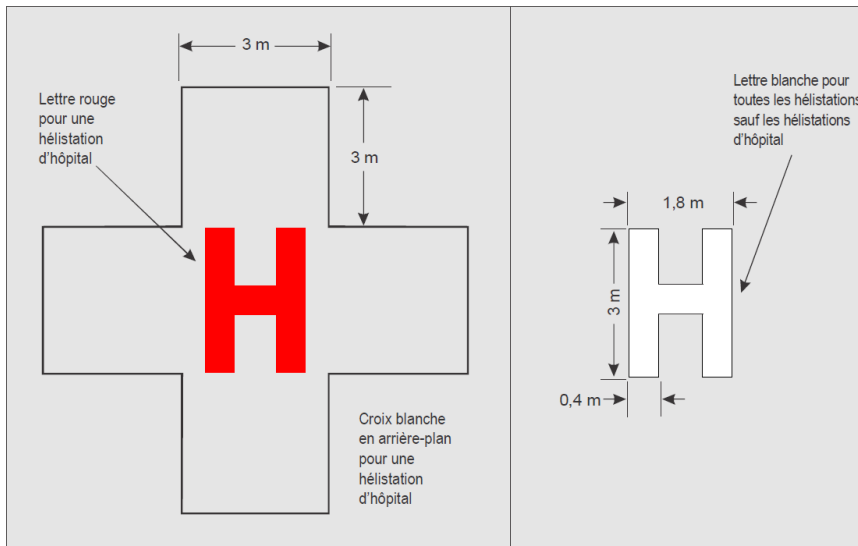 3 m
Lettre rouge
pour une
hélistation
d'hôpital
3 m
H
Croix blanche
en arrière-plan
pour une
hélistation
d'hôpital
Lettre blanche pour
toutes les hélistations
sauf les hélistations
d'hôpital
1,8 m
3 m
H
0,4 m